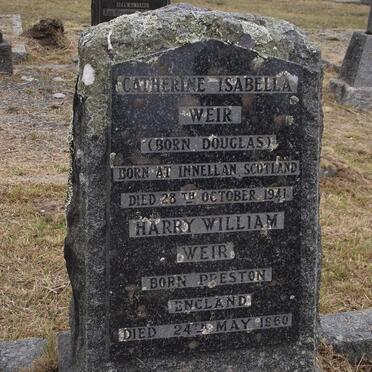 CATHERINE ISABELLA
WEIR
(BORN DOUGLAS)
BORN AT INNELLAN, SCOTLAND
DIED 28TH OCTOBER 1941
HARRY WILLIAM
WEIR
BORN PRESTON
ENGLAND
DIED 24TH MAY 1960